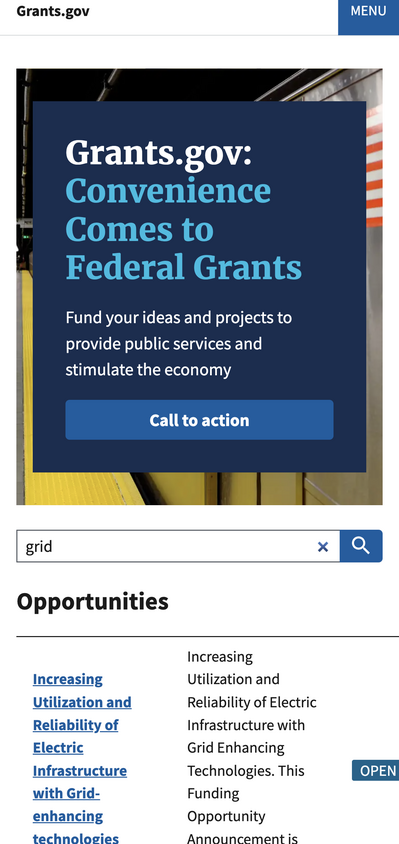 Grants.gov
MENU
Grants.gov:
Convenience
Comes to
Federal Grants
Fund your ideas and projects to
provide public services and
stimulate the economy
Call to action
grid
Opportunities
Increasing
Utilization and
Reliability of
Electric
Infrastructure
with Grid-
enhancing
technologies
Increasing
Utilization and
Reliability of Electric
Infrastructure with
Grid Enhancing
Technologies. This
Funding
Opportunity
Announcement is
OPEN